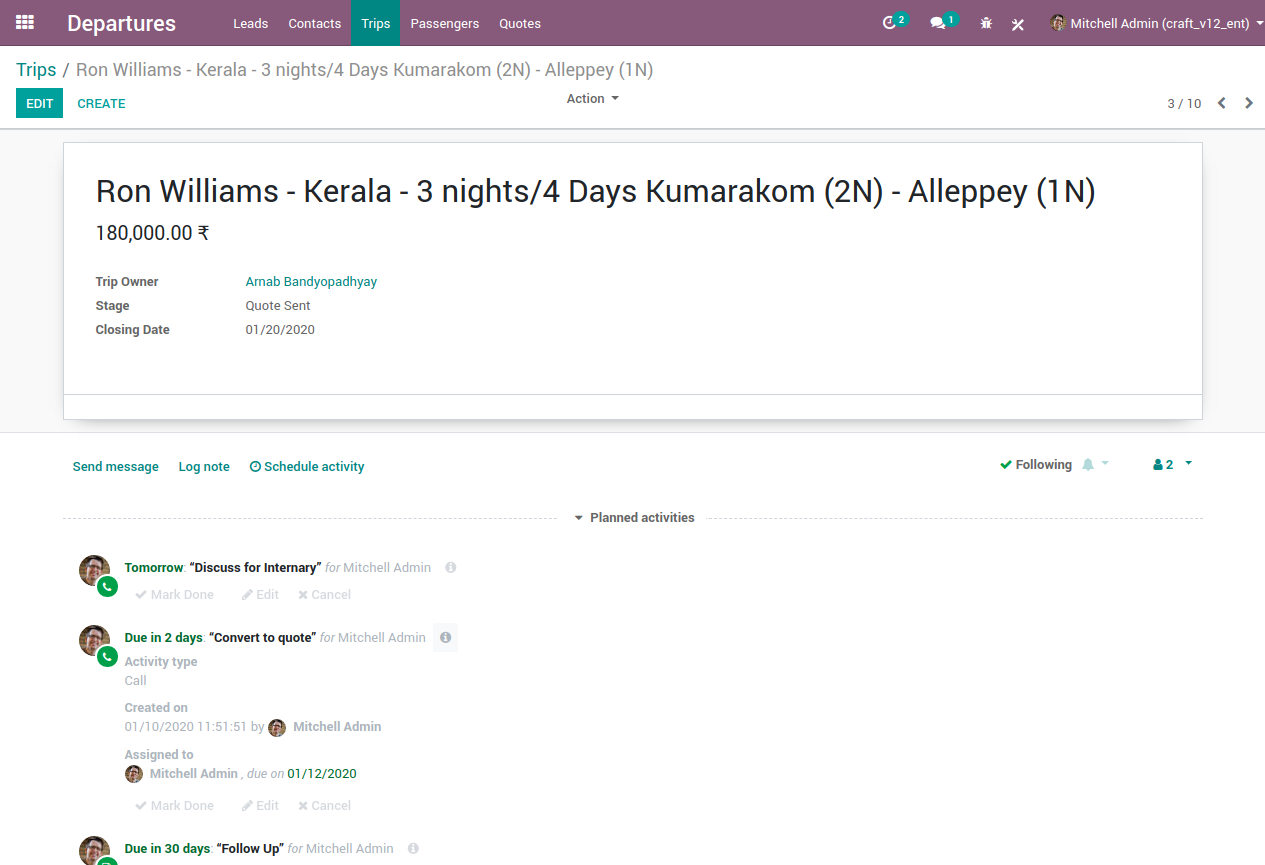 Departures Leads Contacts Trips Passengers Quotes 2 1 Mitchell Admin (craft_v12_ent)
Trips / Ron Williams - Kerala - 3 nights/4 Days Kumarakom (2N) - Alleppey (1N)
EDIT CREATE Action 3 / 10
Ron Williams - Kerala - 3 nights/4 Days Kumarakom (2N) - Alleppey (1N)
180,000.00 ₹
Trip Owner Arnab Bandyopadhyay
Stage Quote Sent
Closing Date 01/20/2020
Send message Log note Schedule activity Following 2
Planned activities
Tomorrow: “Discuss for Internary” for Mitchell Admin
Mark Done Edit Cancel
Due in 2 days: “Convert to quote” for Mitchell Admin
Activity type
Call
Created on
01/10/2020 11:51:51 by Mitchell Admin
Assigned to
Mitchell Admin , due on 01/12/2020
Mark Done Edit Cancel
Due in 30 days: “Follow Up” for Mitchell Admin